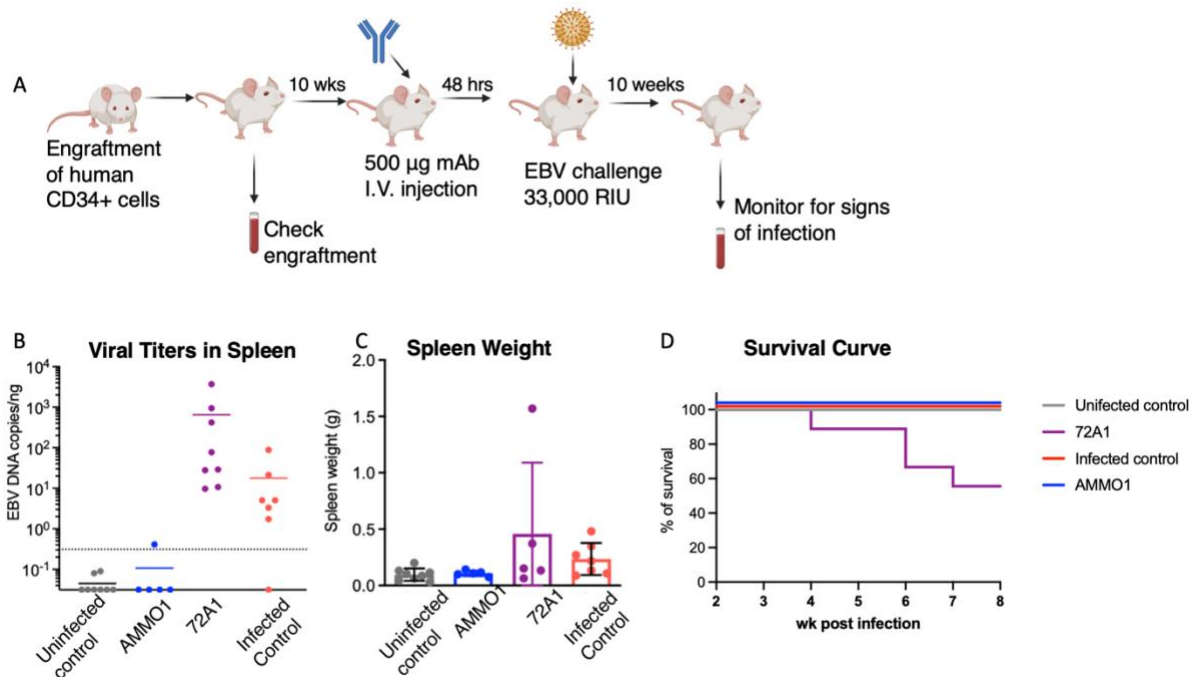 A
10 wks
48 hrs
10 weeks
Engraftment
of human
CD34+ cells
Check
engraftment
500 µg mAb
I.V. injection
EBV challenge
33,000 RIU
Monitor for signs
of infection
B
Viral Titers in Spleen
EBV DNA copies/ng
10^4
10^3
10^2
10^1
10^0
10^-1
Uninfected
control
AMMO1
72A1
Infected
Control
C
Spleen Weight
Spleen weight (g)
2.0
1.5
1.0
0.5
0.0
Uninfected
control
AMMO1
72A1
Infected
Control
D
Survival Curve
% of survival
100
80
60
40
20
0
2 3 4 5 6 7 8
wk post infection
Unifected control
72A1
Infected control
AMMO1